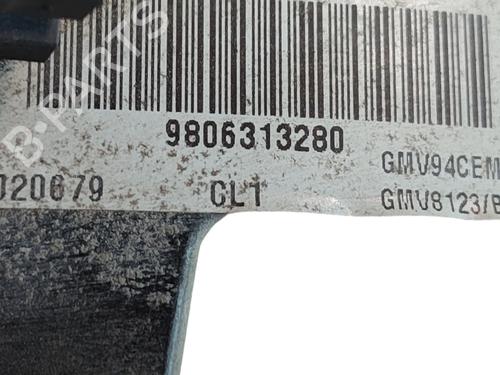 B-PARTS
9806313280
GMV94CEM
020679
CL1
GMV8123/